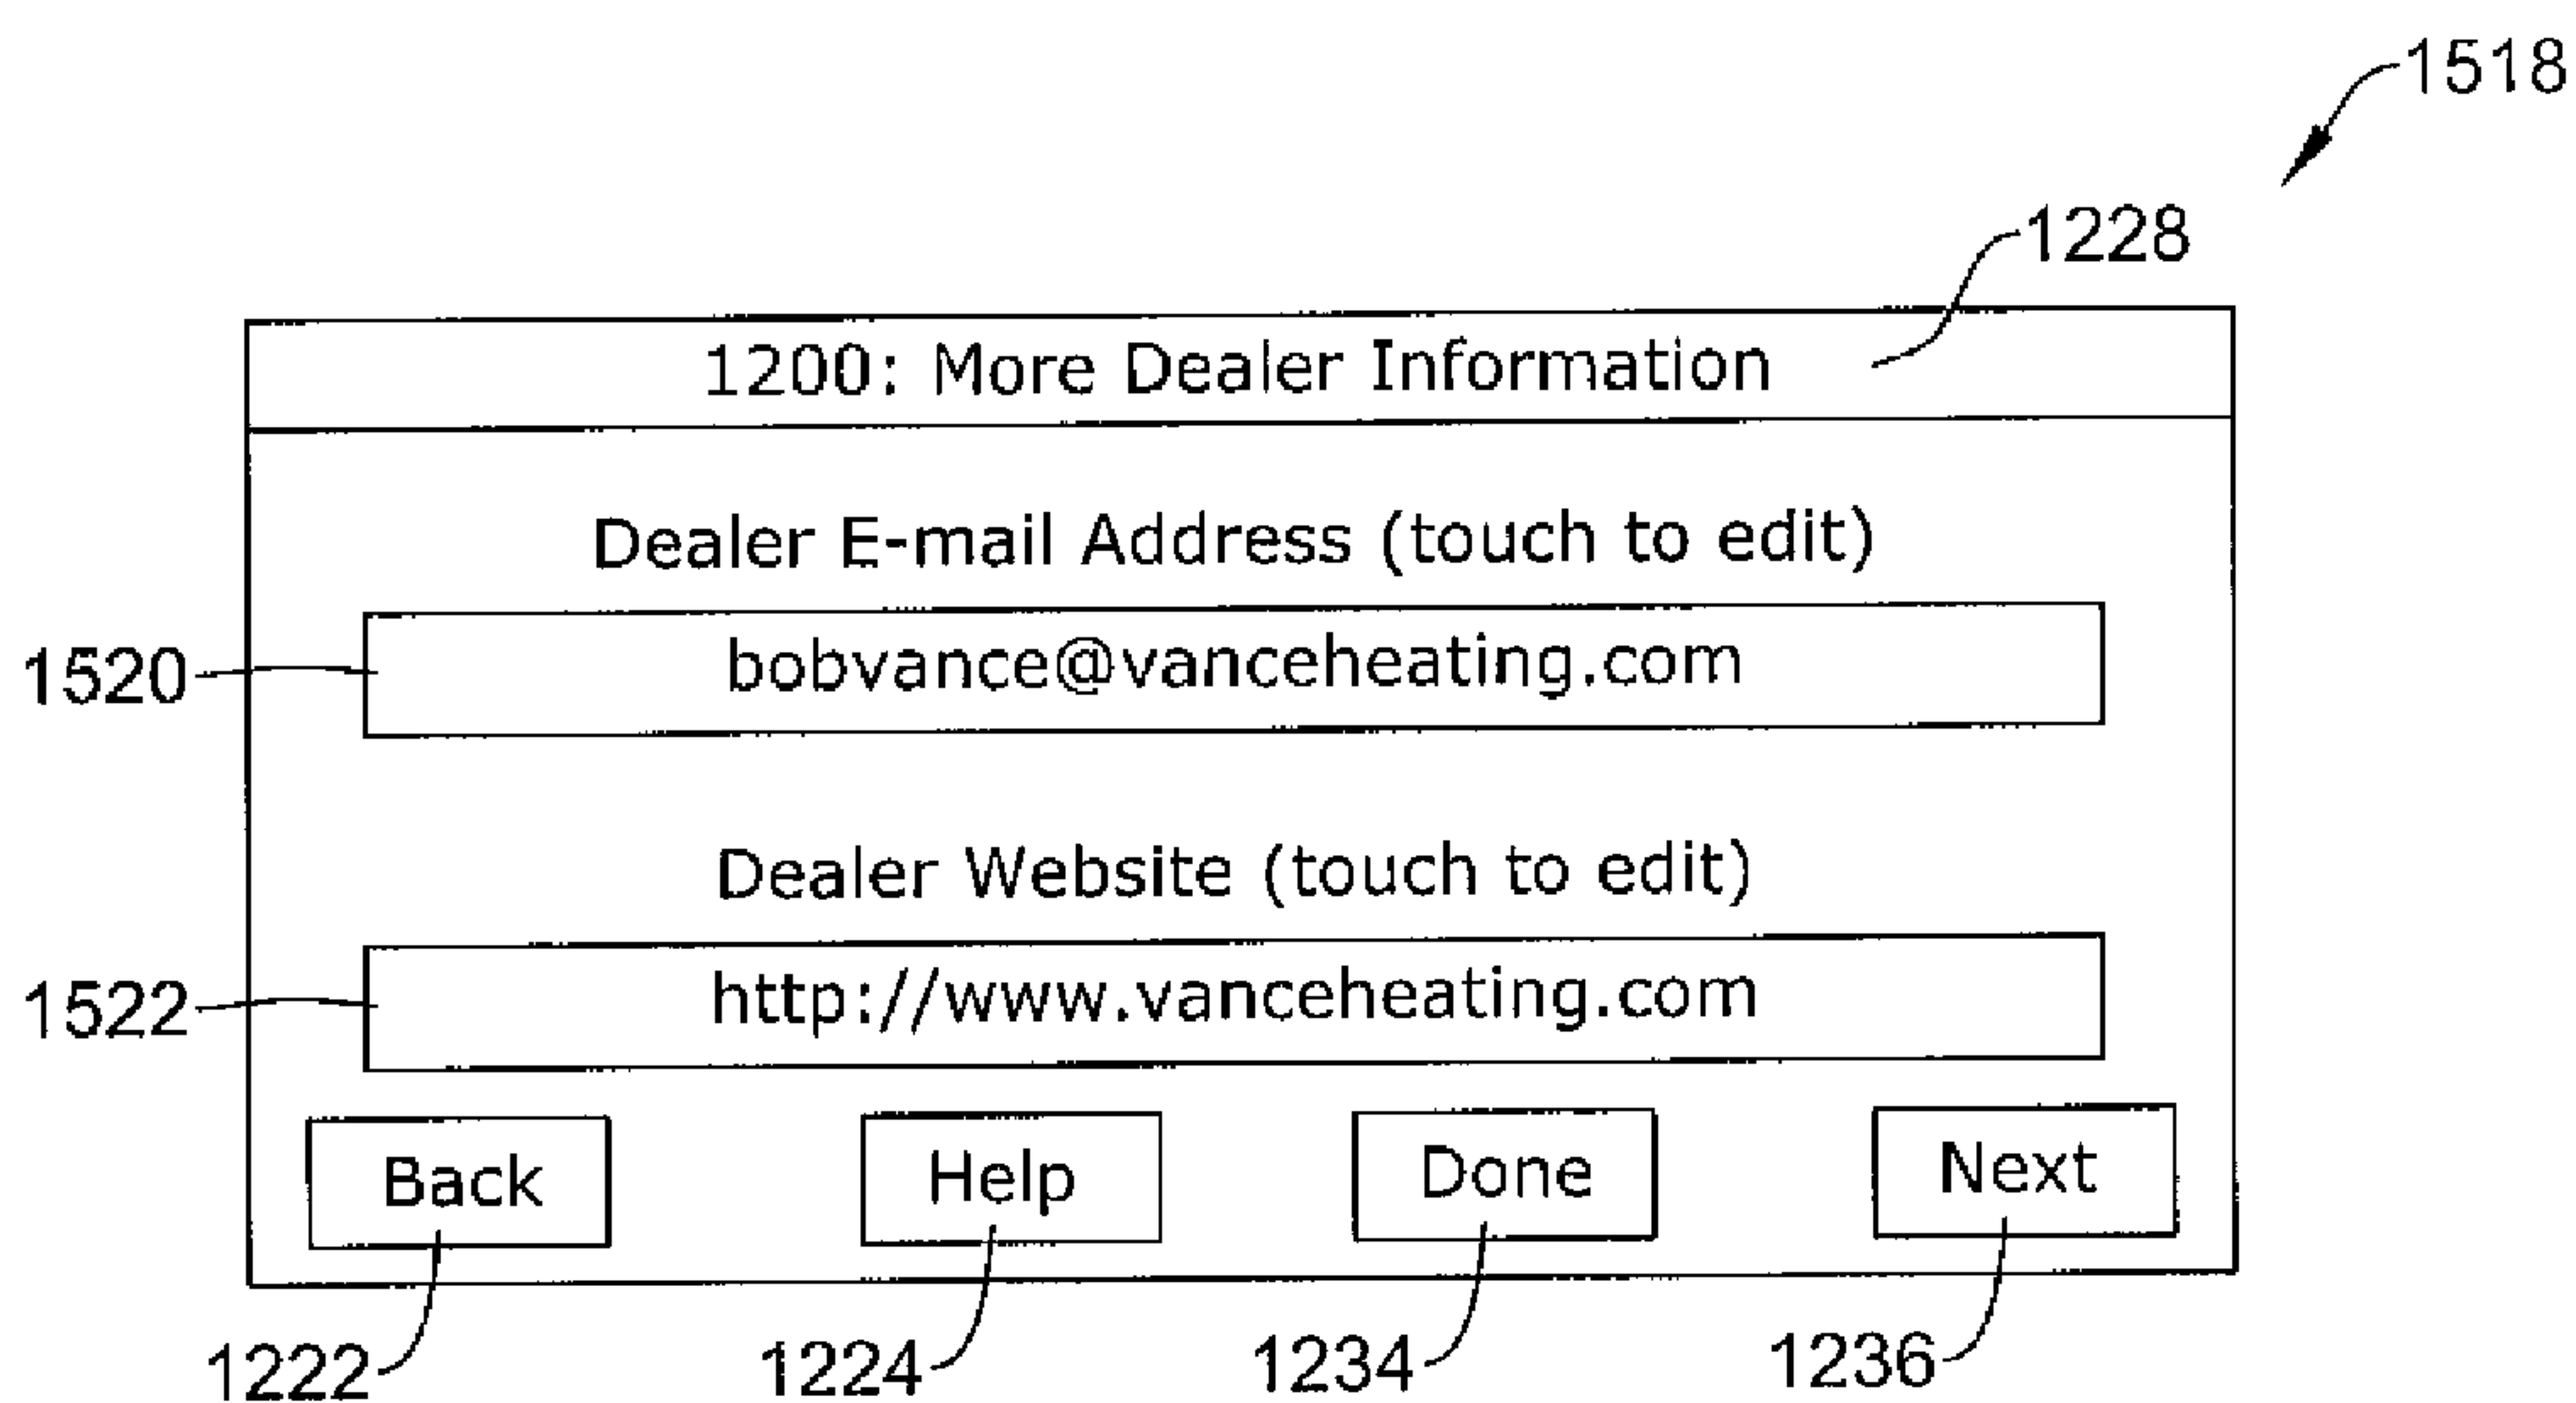 1518
1228
1200: More Dealer Information
Dealer E-mail Address (touch to edit)
1520 bobvance@vanceheating.com
Dealer Website (touch to edit)
1522 http://www.vanceheating.com
Back Help Done Next
1222 1224 1234 1236